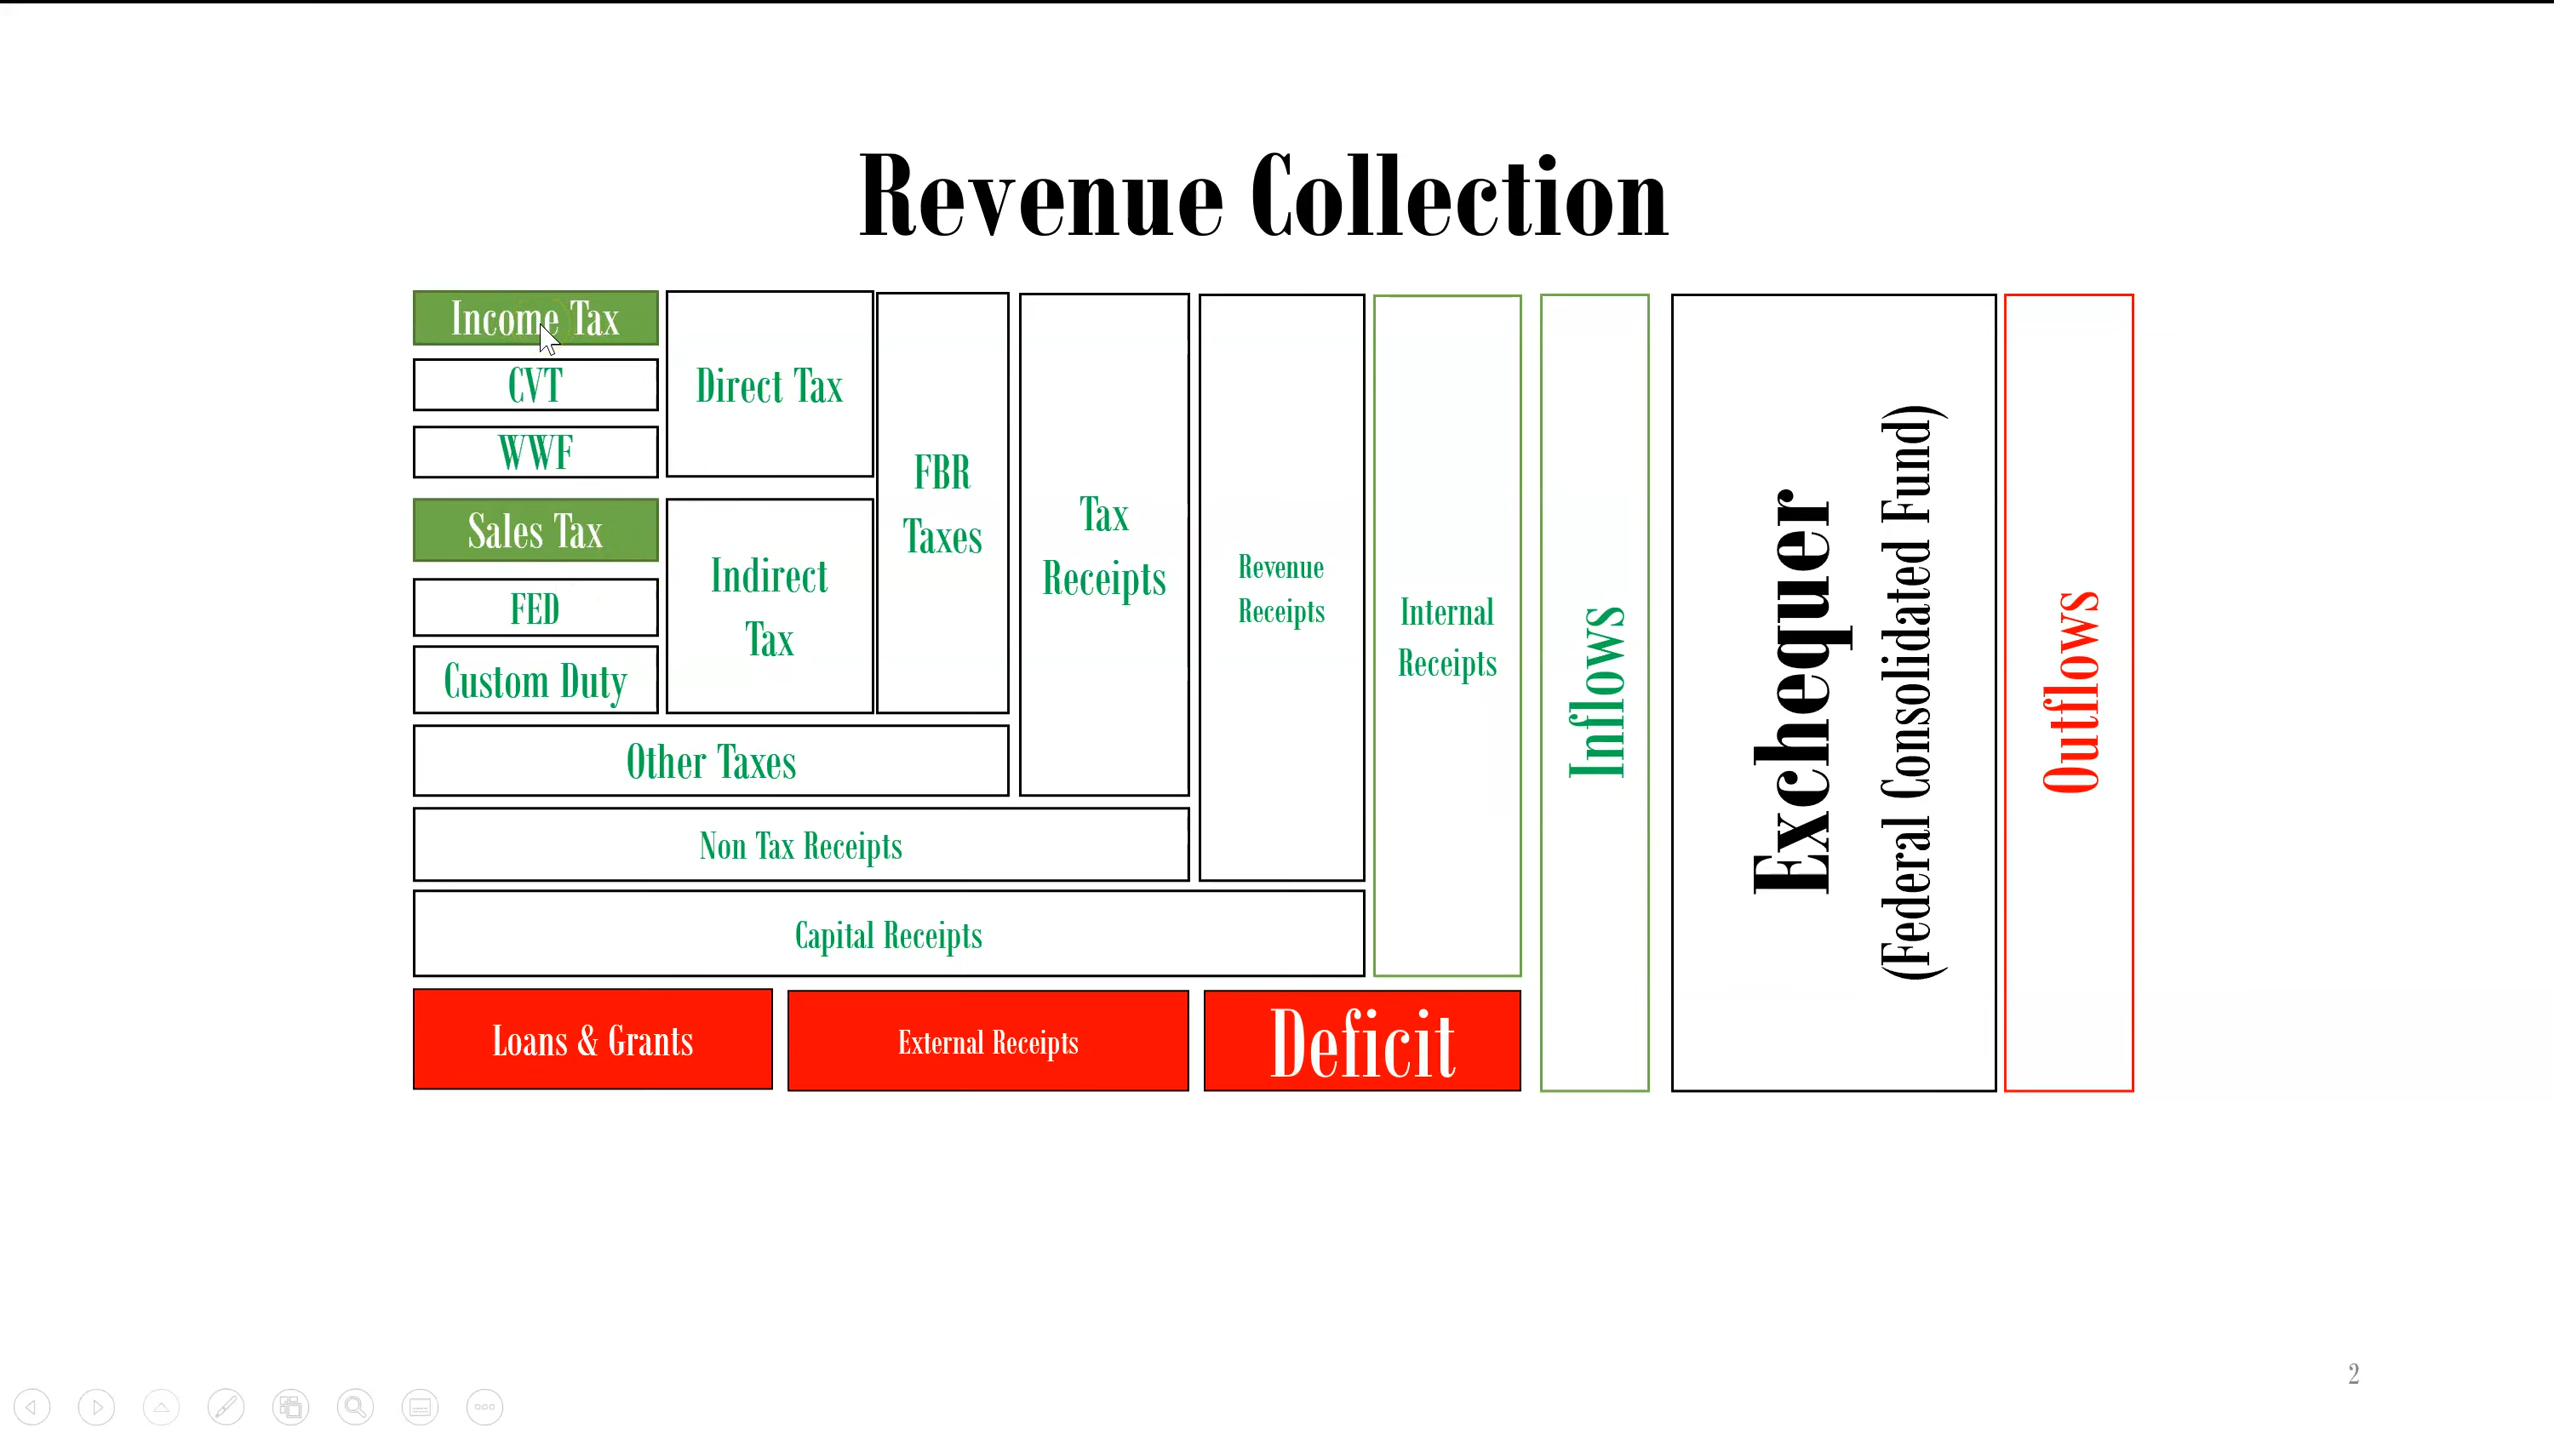 Revenue Collection
Income Tax
CVT
WWF
Direct Tax
Sales Tax
FED
Custom Duty
Indirect
Tax
FBR
Taxes
Other Taxes
Tax
Receipts
Non Tax Receipts
Revenue
Receipts
Capital Receipts
Internal
Receipts
Loans & Grants
External Receipts
Deficit
Inflows
Exchequer
(Federal Consolidated Fund)
Outflows
2